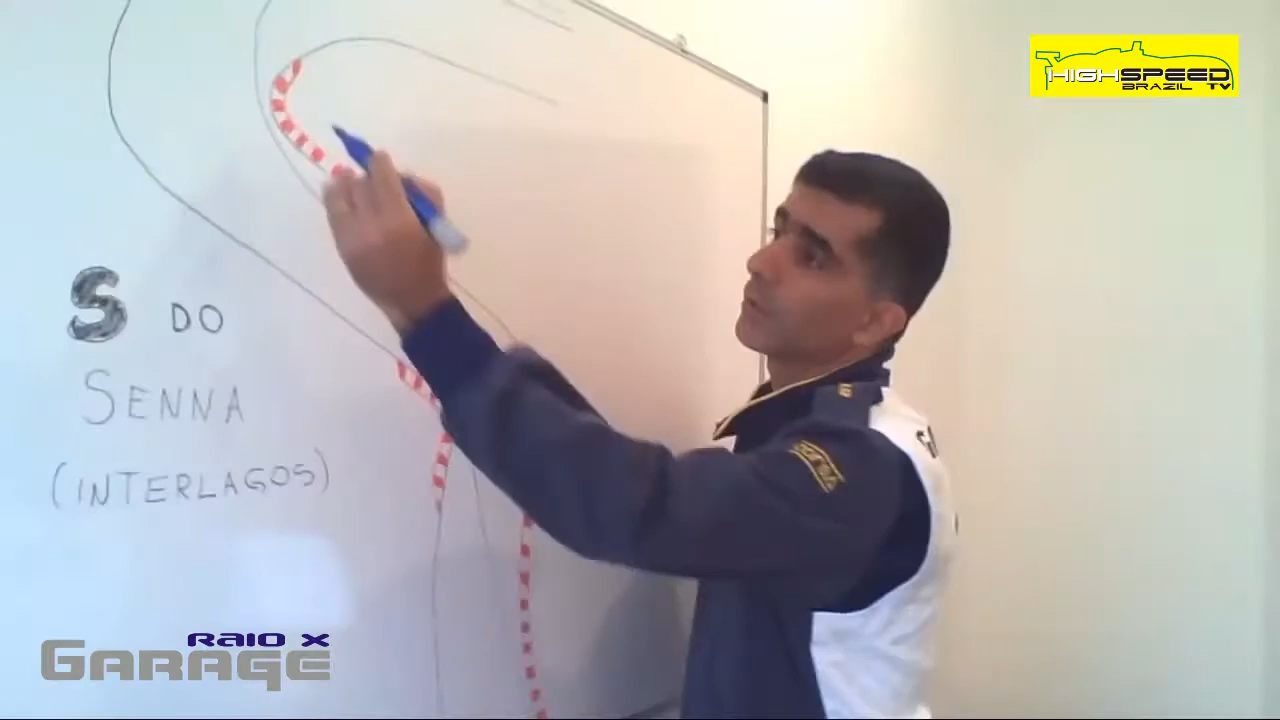 HIGHSPEED
BRAZIL TV
S DO
SENNA
(INTERLAGOS)
RAIO X
GARAGE